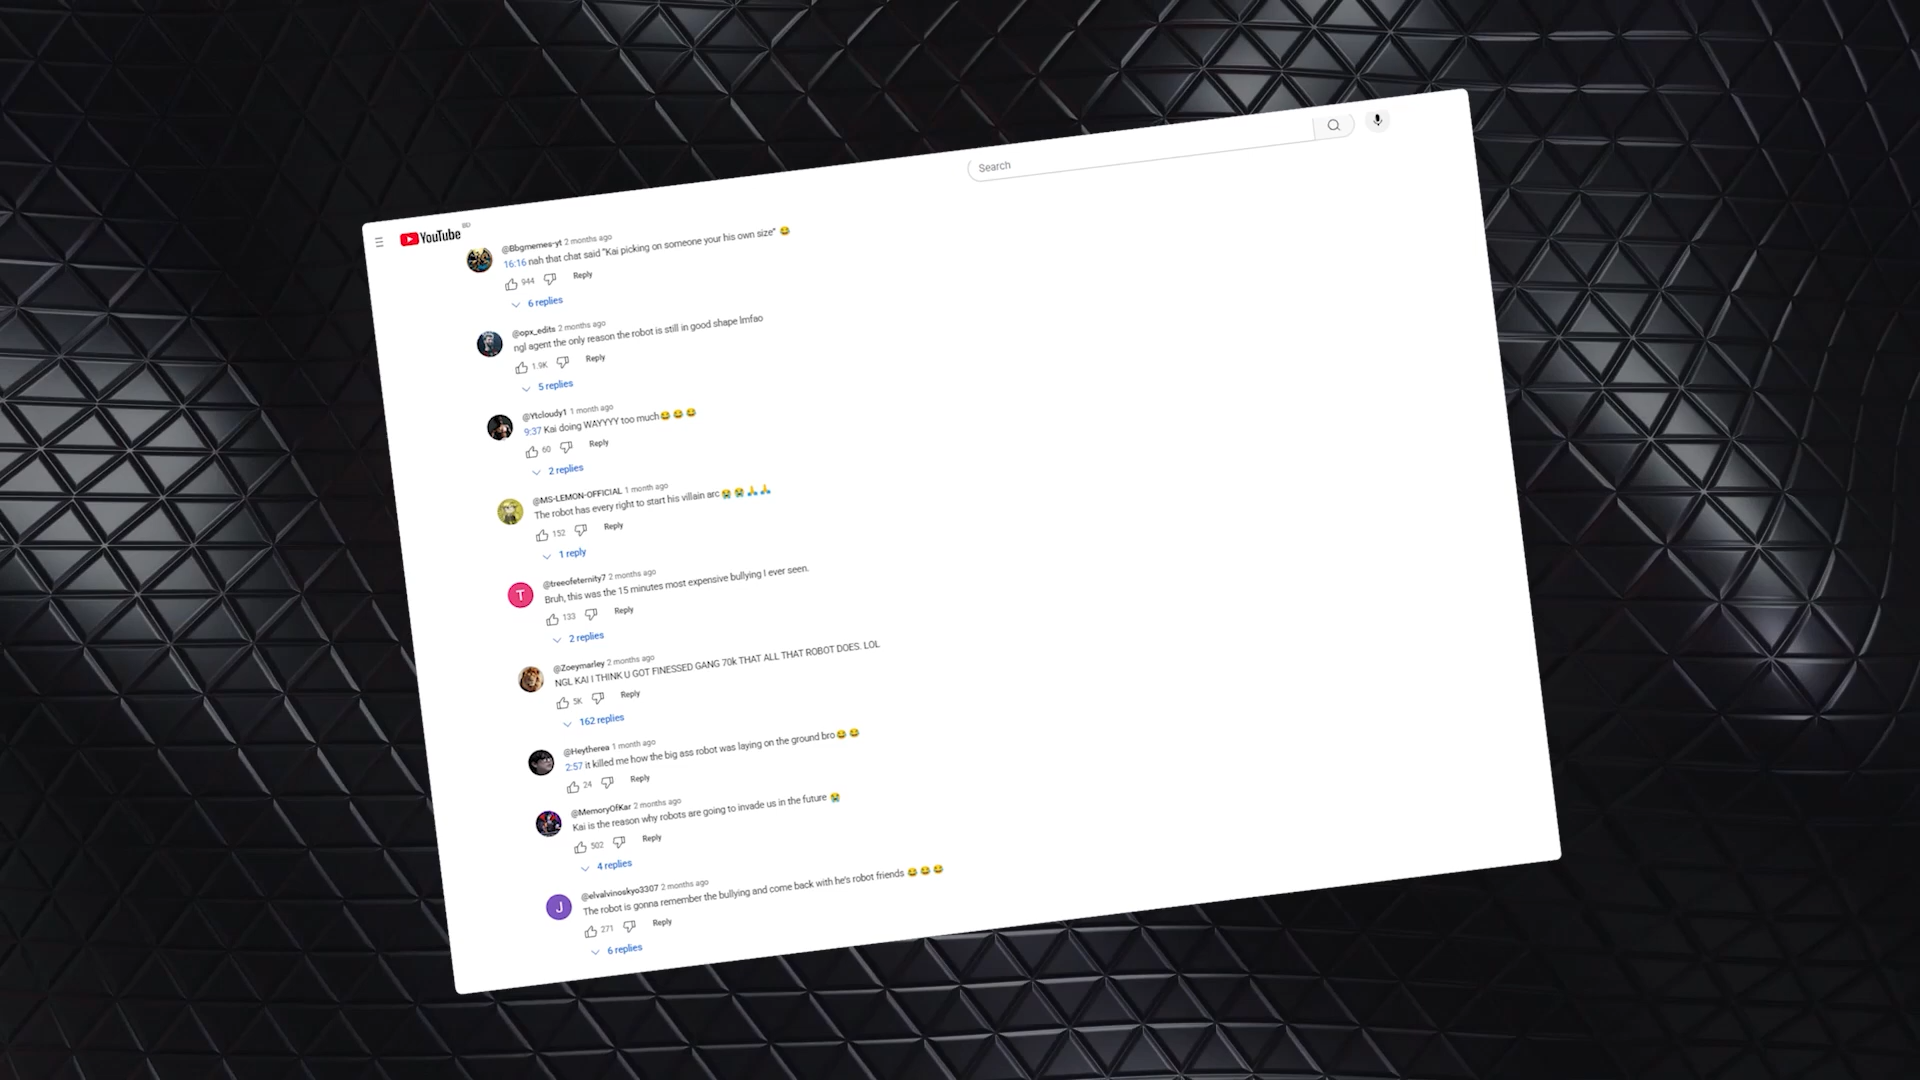 YouTube BD
Search
@Bbgmemes-yt 2 months ago
16:16 nah that chat said "Kai picking on someone your his own size" 😂
944 Reply
6 replies
@opx_edits 2 months ago
ngl agent the only reason the robot is still in good shape lmfao
1.9K Reply
5 replies
@Ytcloudy1 1 month ago
9:37 Kai doing WAYYYY too much😂😂😂
60 Reply
2 replies
@MS-LEMON-OFFICIAL 1 month ago
The robot has every right to start his villain arc😭😭🙏🙏
152 Reply
1 reply
T
@treeofeternity7 2 months ago
Bruh, this was the 15 minutes most expensive bullying I ever seen.
133 Reply
2 replies
@Zoeymarley 2 months ago
NGL KAI I THINK U GOT FINESSED GANG 70k THAT ALL THAT ROBOT DOES. LOL
5K Reply
162 replies
@Heytherea 1 month ago
2:57 it killed me how the big ass robot was laying on the ground bro😂😂
24 Reply
@MemoryOfKar 2 months ago
Kai is the reason why robots are going to invade us in the future 😭
502 Reply
4 replies
J
@elvalvinoskyo3307 2 months ago
The robot is gonna remember the bullying and come back with he's robot friends 😂😂😂
271 Reply
6 replies